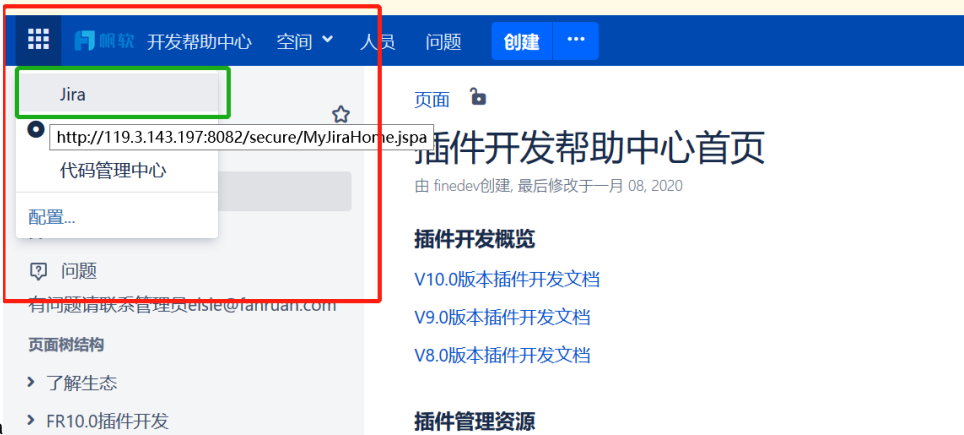 帆软 开发帮助中心 空间 人员 问题 创建 ···
Jira
http://119.3.143.197:8082/secure/MyJiraHome.jspa
代码管理中心
配置...
问题
有问题请联系管理员elsie@fanruan.com
页面树结构
了解生态
FR10.0插件开发
页面
插件开发帮助中心首页
由 finedev创建, 最后修改于一月 08, 2020
插件开发概览
V10.0版本插件开发文档
V9.0版本插件开发文档
V8.0版本插件开发文档
插件管理资源